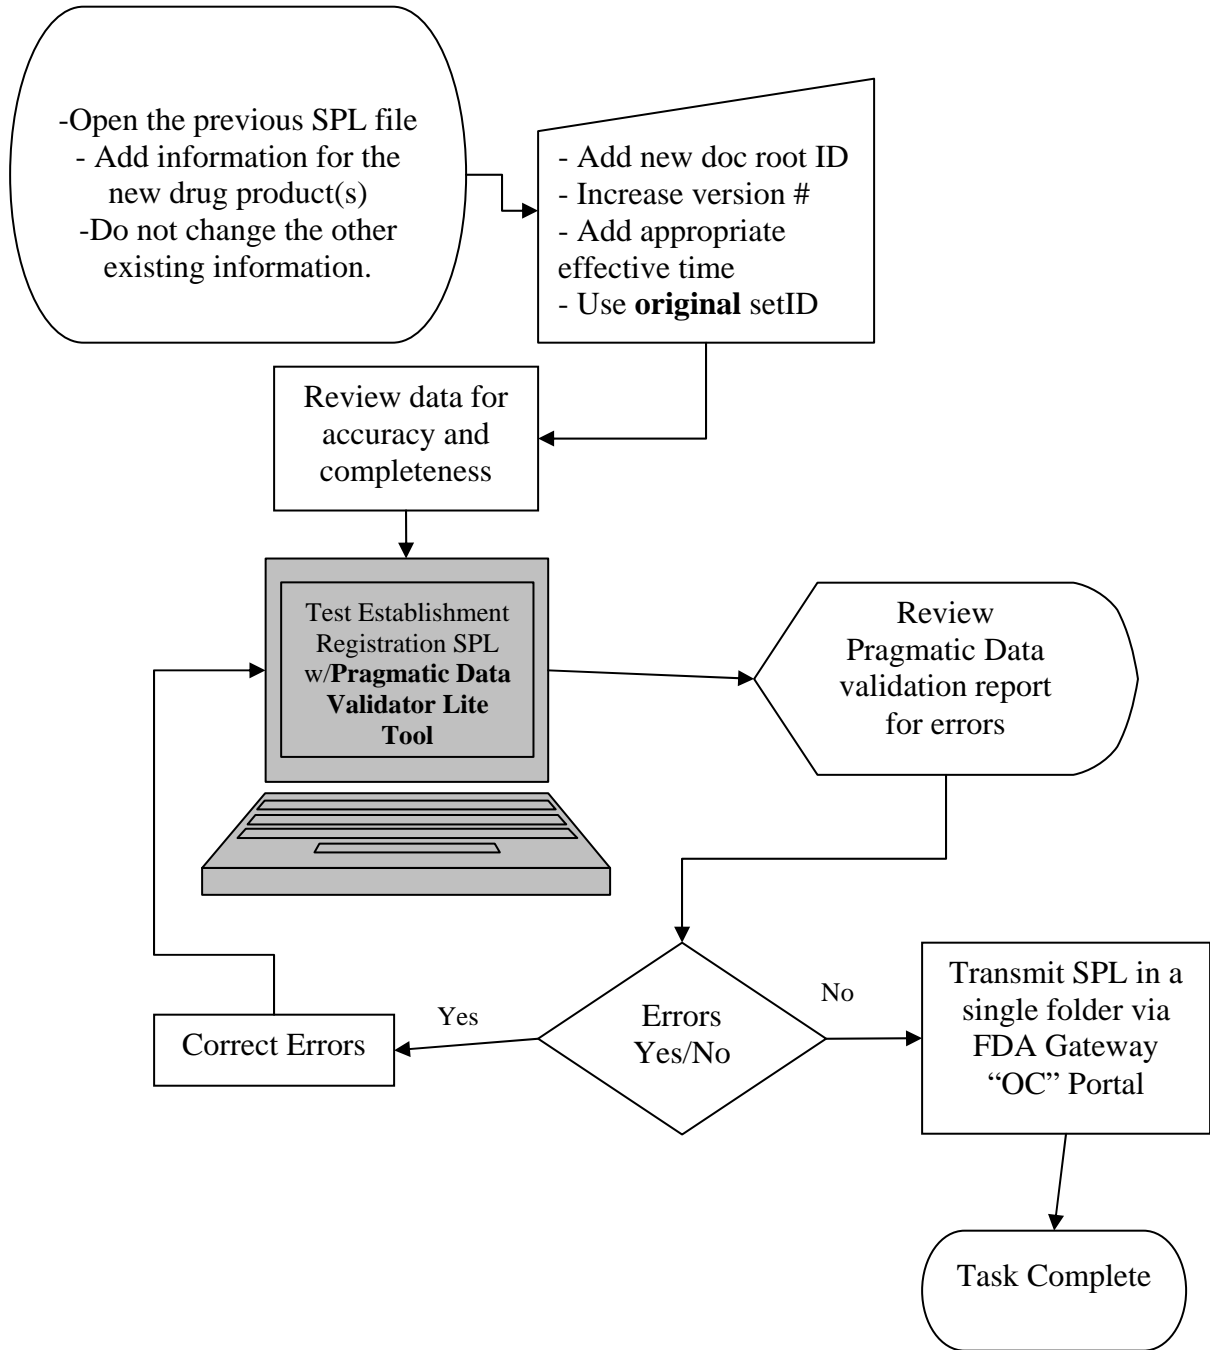 -Open the previous SPL file
- Add information for the
new drug product(s)
-Do not change the other
existing information.
- Add new doc root ID
- Increase version #
- Add appropriate
effective time
- Use original setID
Review data for
accuracy and
completeness
Test Establishment
Registration SPL
w/Pragmatic Data
Validator Lite
Tool
Review
Pragmatic Data
validation report
for errors
Errors
Yes/No
Yes
Correct Errors
No
Transmit SPL in a
single folder via
FDA Gateway
“OC” Portal
Task Complete